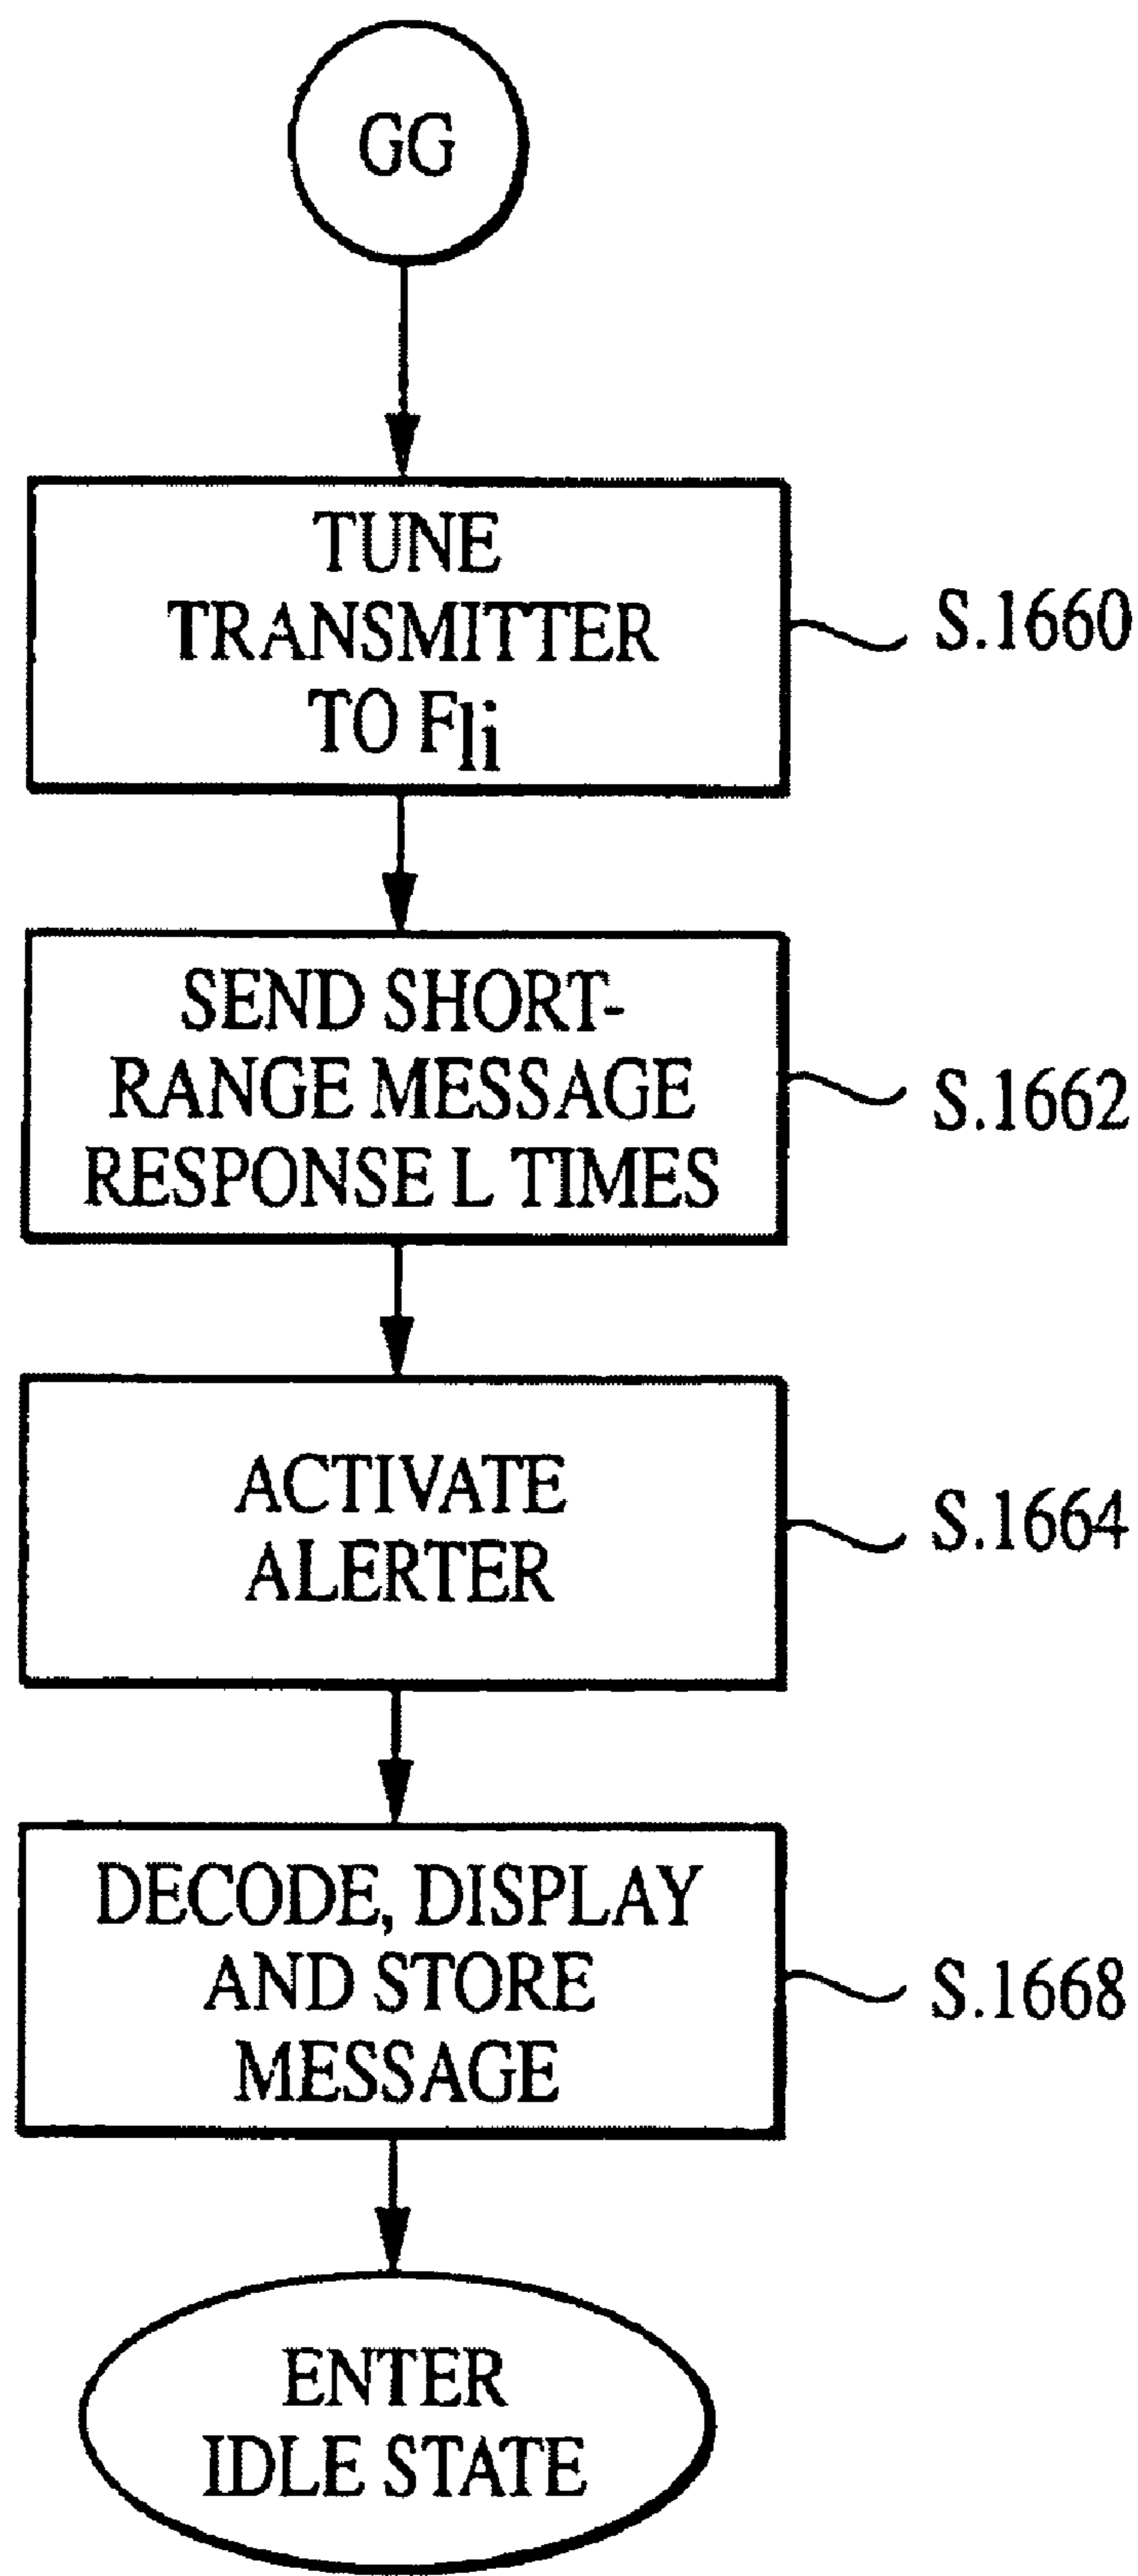 GG
TUNE
TRANSMITTER
TO Fli
S.1660
SEND SHORT-
RANGE MESSAGE
RESPONSE L TIMES
S.1662
ACTIVATE
ALERTER
S.1664
DECODE, DISPLAY
AND STORE
MESSAGE
S.1668
ENTER
IDLE STATE